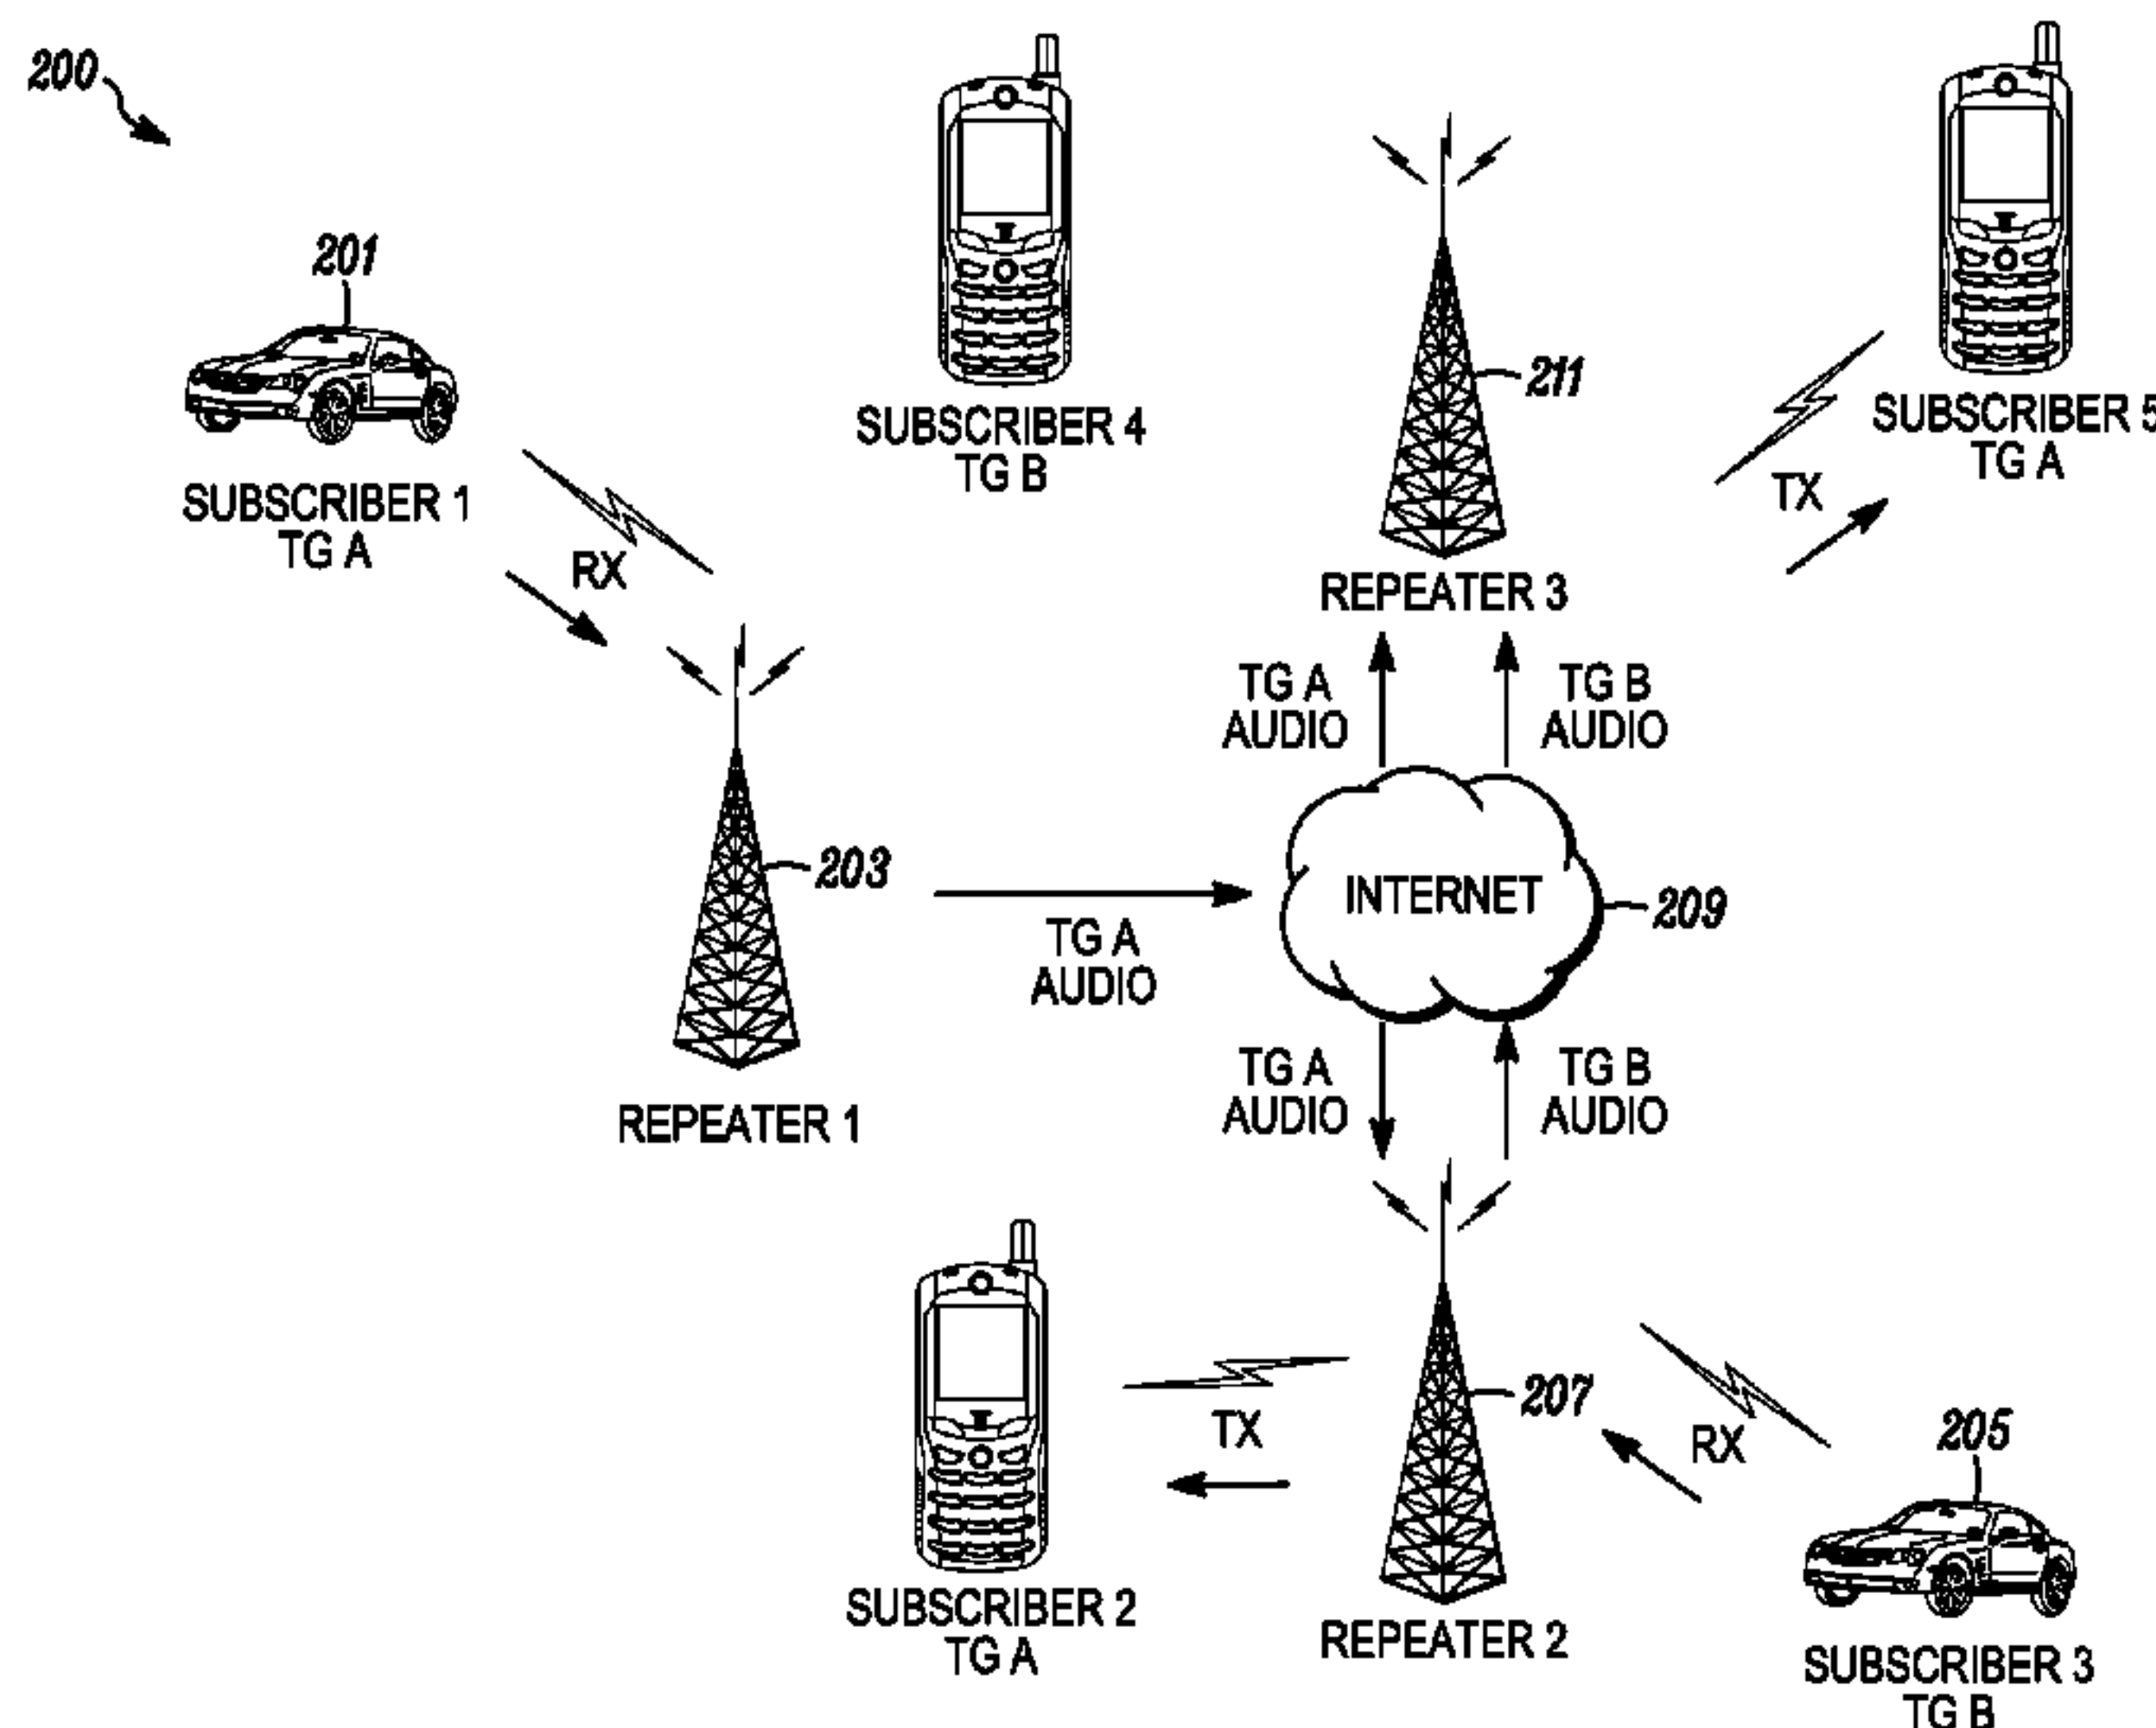 200
201
SUBSCRIBER 1
TG A
RX
SUBSCRIBER 4
TG B
211
REPEATER 3
TX
SUBSCRIBER 5
TG A
203
REPEATER 1
TG A
AUDIO
TG A
AUDIO
TG B
AUDIO
INTERNET
209
TG A
AUDIO
TG B
AUDIO
SUBSCRIBER 2
TG A
TX
207
REPEATER 2
RX
205
SUBSCRIBER 3
TG B